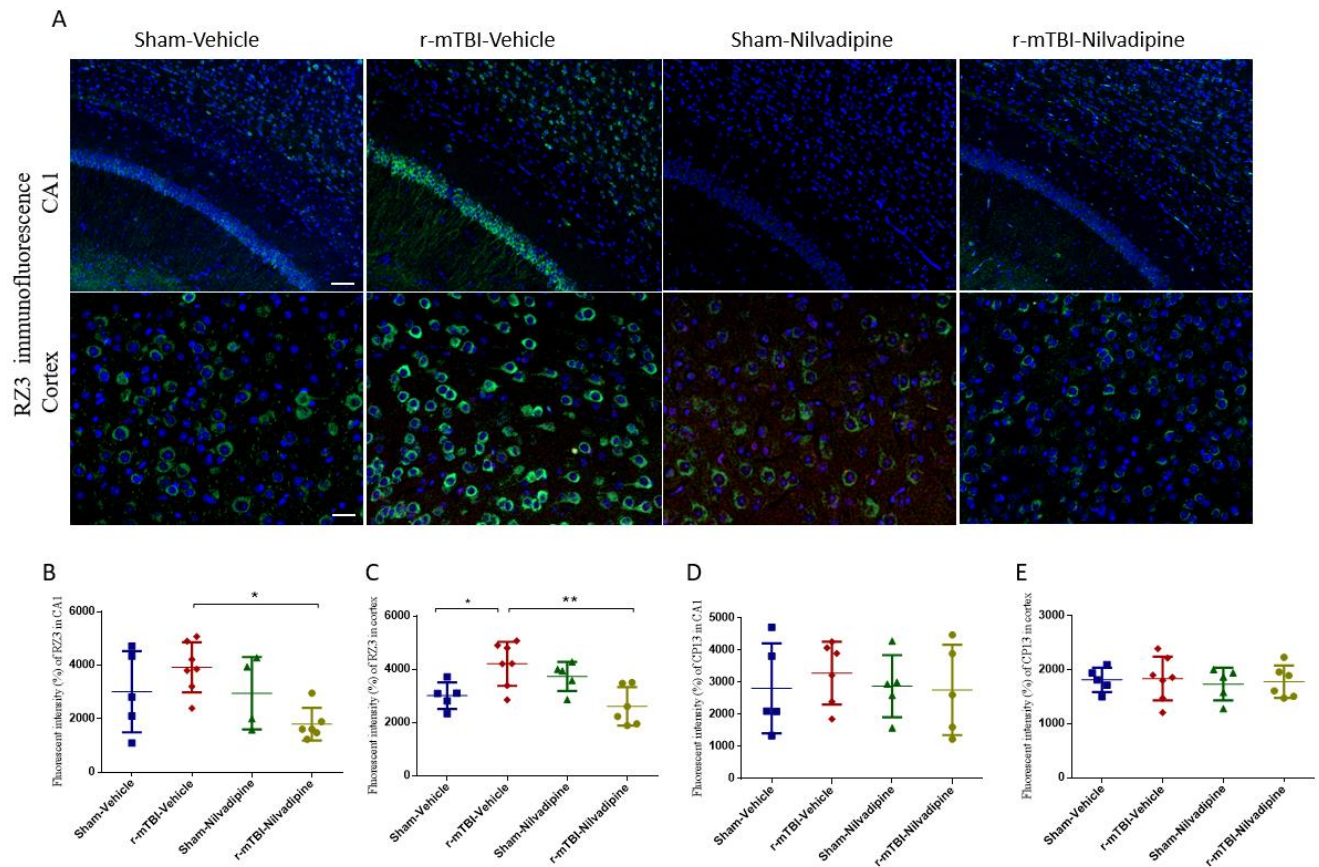 A
Sham-Vehicle
r-mTBI-Vehicle
Sham-Nilvadipine
r-mTBI-Nilvadipine
RZ3 immunofluorescence
CA1
Cortex
B
Fluorescent intensity (%) of RZ3 in CA1
6000
4000
2000
0
*
Sham-Vehicle
r-mTBI-Vehicle
Sham-Nilvadipine
r-mTBI-Nilvadipine
C
Fluorescent intensity (%) of RZ3 in cortex
6000
4000
2000
0
*
**
Sham-Vehicle
r-mTBI-Vehicle
Sham-Nilvadipine
r-mTBI-Nilvadipine
D
Fluorescent intensity (%) of CP13 in CA1
5000
4000
3000
2000
1000
0
Sham-Vehicle
r-mTBI-Vehicle
Sham-Nilvadipine
r-mTBI-Nilvadipine
E
Fluorescent intensity (%) of CP13 in cortex
3000
2000
1000
0
Sham-Vehicle
r-mTBI-Vehicle
Sham-Nilvadipine
r-mTBI-Nilvadipine